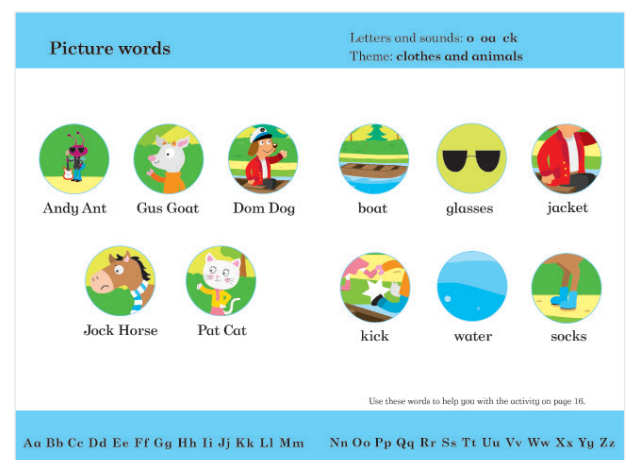 Picture words
Letters and sounds: o oa ck
Theme: clothes and animals
Andy Ant
Gus Goat
Dom Dog
Jock Horse
Pat Cat
boat
glasses
jacket
kick
water
socks
Use these words to help you with the activity on page 16.
Aa Bb Cc Dd Ee Ff Gg Hh Ii Jj Kk Ll Mm
Nn Oo Pp Qq Rr Ss Tt Uu Vv Ww Xx Yy Zz